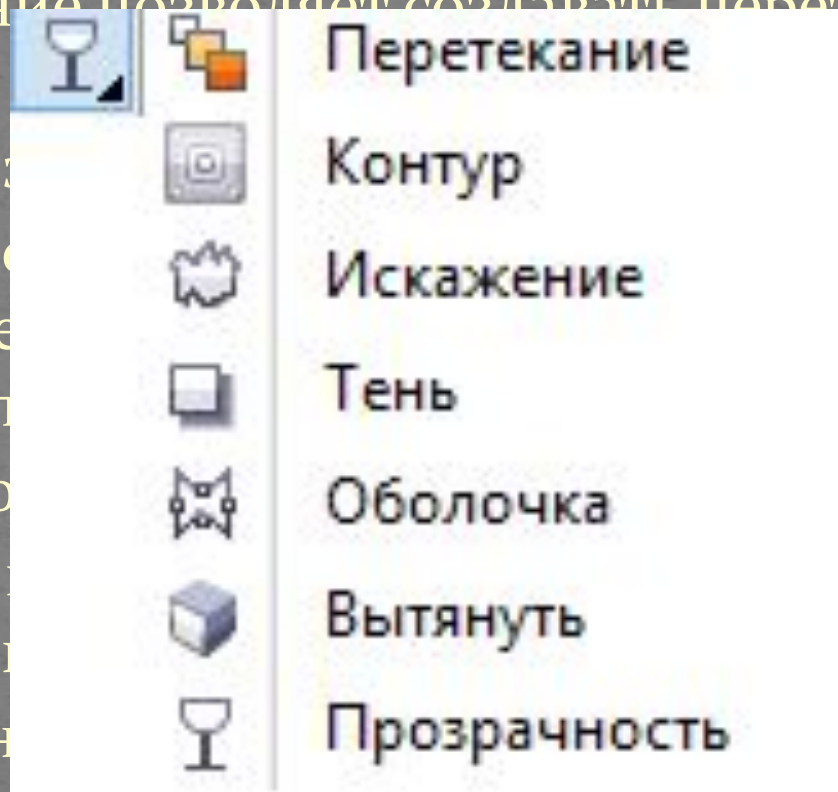 Перетекание
Контур
Искажение
Тень
Оболочка
Вытянуть
Прозрачность